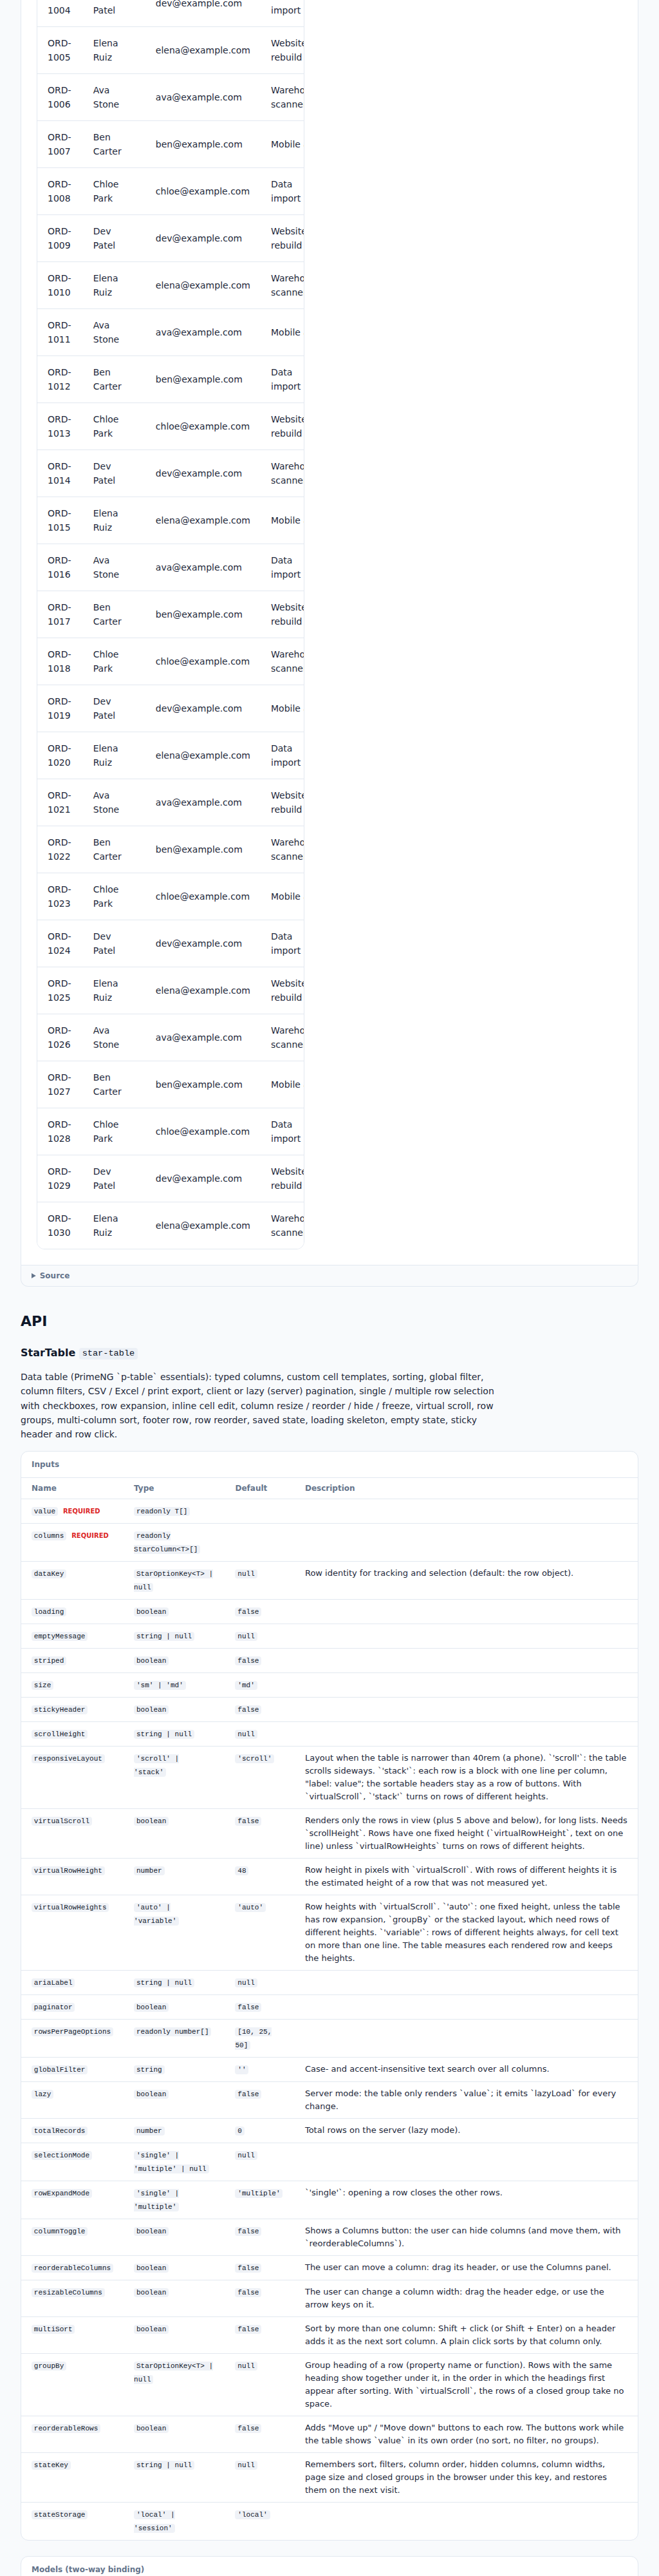 1004 Patel dev@example.com import
ORD- Elena elena@example.com Website
1005 Ruiz rebuild
ORD- Ava ava@example.com Wareho
1006 Stone scanne
ORD- Ben ben@example.com Mobile
1007 Carter
ORD- Chloe chloe@example.com Data
1008 Park import
ORD- Dev dev@example.com Website
1009 Patel rebuild
ORD- Elena elena@example.com Wareho
1010 Ruiz scanne
ORD- Ava ava@example.com Mobile
1011 Stone
ORD- Ben ben@example.com Data
1012 Carter import
ORD- Chloe chloe@example.com Website
1013 Park rebuild
ORD- Dev dev@example.com Wareho
1014 Patel scanne
ORD- Elena elena@example.com Mobile
1015 Ruiz
ORD- Ava ava@example.com Data
1016 Stone import
ORD- Ben ben@example.com Website
1017 Carter rebuild
ORD- Chloe chloe@example.com Wareho
1018 Park scanne
ORD- Dev dev@example.com Mobile
1019 Patel
ORD- Elena elena@example.com Data
1020 Ruiz import
ORD- Ava ava@example.com Website
1021 Stone rebuild
ORD- Ben ben@example.com Wareho
1022 Carter scanne
ORD- Chloe chloe@example.com Mobile
1023 Park
ORD- Dev dev@example.com Data
1024 Patel import
ORD- Elena elena@example.com Website
1025 Ruiz rebuild
ORD- Ava ava@example.com Wareho
1026 Stone scanne
ORD- Ben ben@example.com Mobile
1027 Carter
ORD- Chloe chloe@example.com Data
1028 Park import
ORD- Dev dev@example.com Website
1029 Patel rebuild
ORD- Elena elena@example.com Wareho
1030 Ruiz scanne
▶ Source
API
StarTable star-table
Data table (PrimeNG `p-table` essentials): typed columns, custom cell templates, sorting, global filter,
column filters, CSV / Excel / print export, client or lazy (server) pagination, single / multiple row selection
with checkboxes, row expansion, inline cell edit, column resize / reorder / hide / freeze, virtual scroll, row
groups, multi-column sort, footer row, row reorder, saved state, loading skeleton, empty state, sticky
header and row click.
Inputs
Name Type Default Description
value REQUIRED readonly T[]
columns REQUIRED readonly
StarColumn<T>[]
dataKey StarOptionKey<T> | null Row identity for tracking and selection (default: the row object).
null
loading boolean false
emptyMessage string | null null
striped boolean false
size 'sm' | 'md' 'md'
stickyHeader boolean false
scrollHeight string | null null
responsiveLayout 'scroll' | 'scroll' Layout when the table is narrower than 40rem (a phone). `'scroll'`: the table
'stack' scrolls sideways. `'stack'`: each row is a block with one line per column,
"label: value"; the sortable headers stay as a row of buttons. With
`virtualScroll`, `'stack'` turns on rows of different heights.
virtualScroll boolean false Renders only the rows in view (plus 5 above and below), for long lists. Needs
`scrollHeight`. Rows have one fixed height (`virtualRowHeight`, text on one
line) unless `virtualRowHeights` turns on rows of different heights.
virtualRowHeight number 48 Row height in pixels with `virtualScroll`. With rows of different heights it is
the estimated height of a row that was not measured yet.
virtualRowHeights 'auto' | 'auto' Row heights with `virtualScroll`. `'auto'`: one fixed height, unless the table
'variable' has row expansion, `groupBy` or the stacked layout, which need rows of
different heights. `'variable'`: rows of different heights always, for cell text
on more than one line. The table measures each rendered row and keeps
the heights.
ariaLabel string | null null
paginator boolean false
rowsPerPageOptions readonly number[] [10, 25,
50]
globalFilter string '' Case- and accent-insensitive text search over all columns.
lazy boolean false Server mode: the table only renders `value`; it emits `lazyLoad` for every
change.
totalRecords number 0 Total rows on the server (lazy mode).
selectionMode 'single' | null
'multiple' | null
rowExpandMode 'single' | 'multiple' `'single'`: opening a row closes the other rows.
'multiple'
columnToggle boolean false Shows a Columns button: the user can hide columns (and move them, with
`reorderableColumns`).
reorderableColumns boolean false The user can move a column: drag its header, or use the Columns panel.
resizableColumns boolean false The user can change a column width: drag the header edge, or use the
arrow keys on it.
multiSort boolean false Sort by more than one column: Shift + click (or Shift + Enter) on a header
adds it as the next sort column. A plain click sorts by that column only.
groupBy StarOptionKey<T> | null Group heading of a row (property name or function). Rows with the same
null heading show together under it, in the order in which the headings first
appear after sorting. With `virtualScroll`, the rows of a closed group take no
space.
reorderableRows boolean false Adds "Move up" / "Move down" buttons to each row. The buttons work while
the table shows `value` in its own order (no sort, no filter, no groups).
stateKey string | null null Remembers sort, filters, column order, hidden columns, column widths,
page size and closed groups in the browser under this key, and restores
them on the next visit.
stateStorage 'local' | 'local'
'session'
Models (two-way binding)